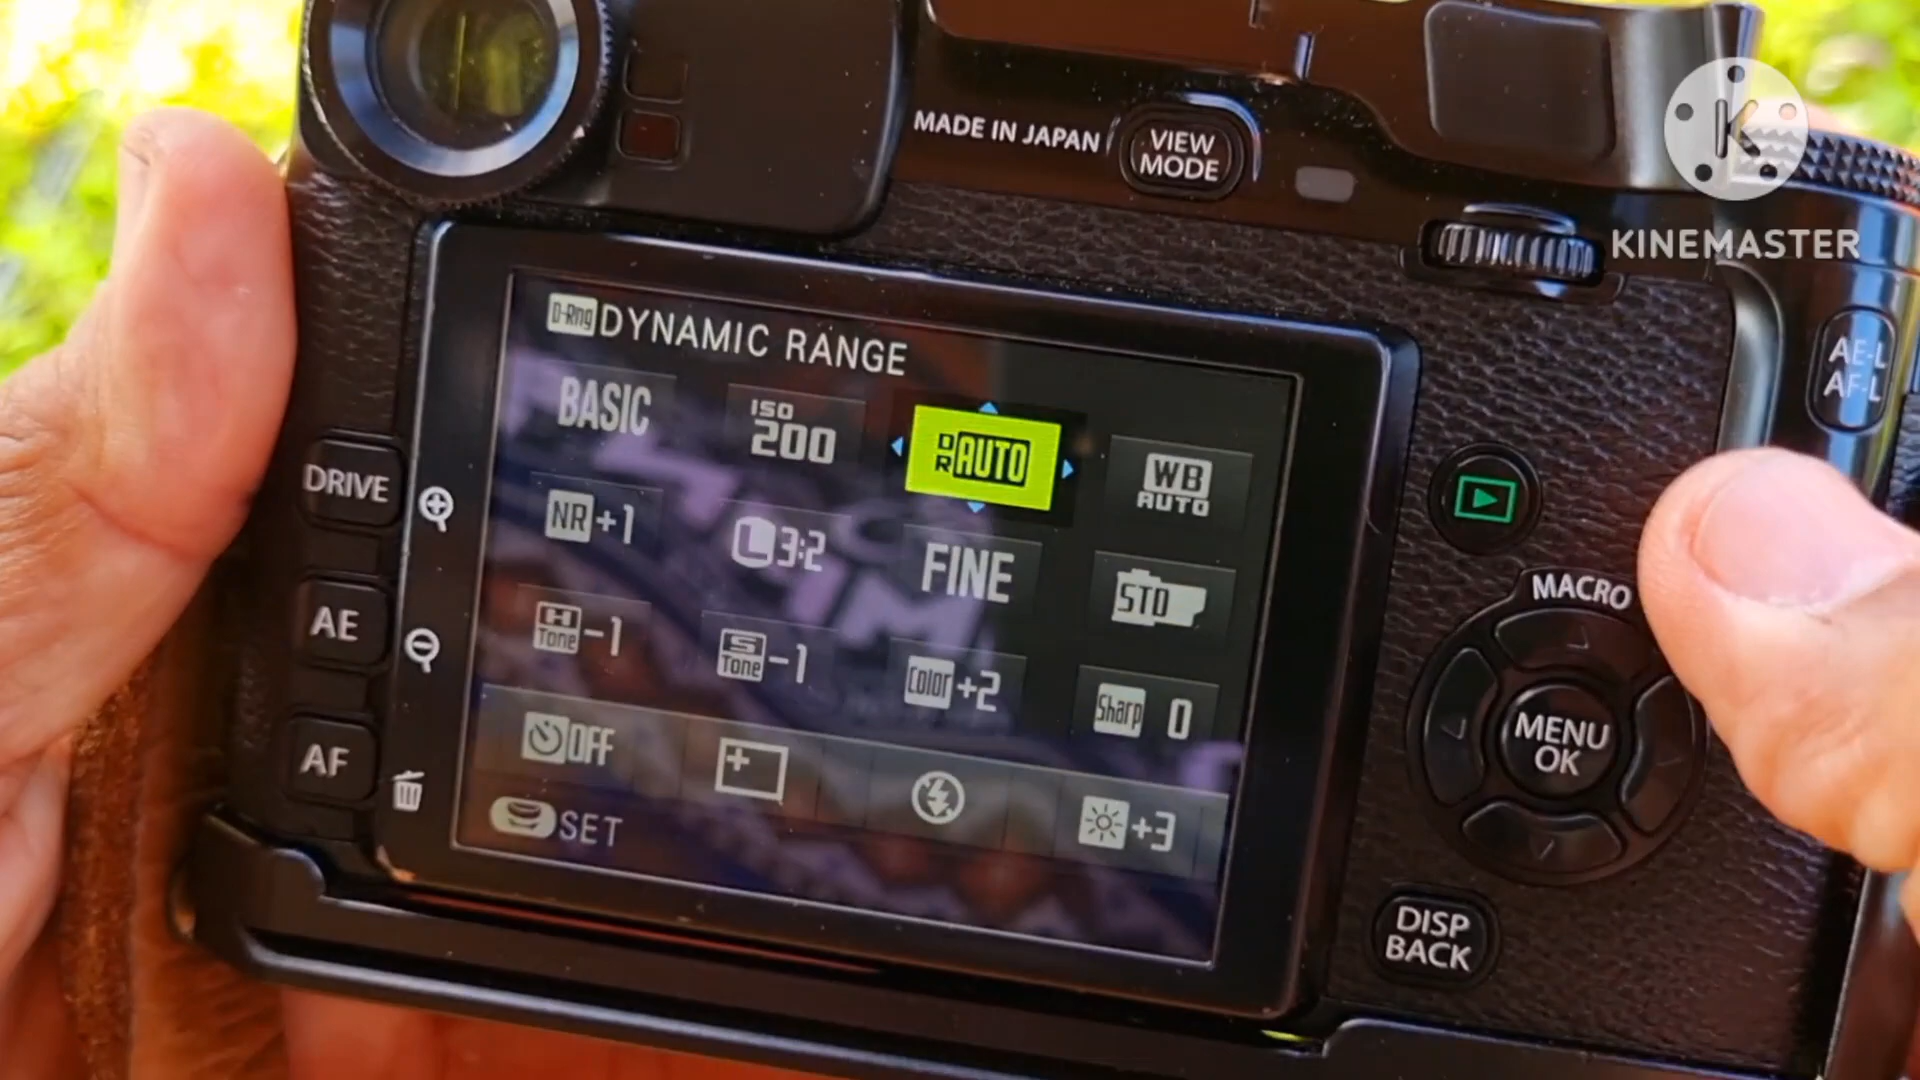 MADE IN JAPAN
VIEW
MODE
K
KINEMASTER
AE-L
AF-L
D-Rng DYNAMIC RANGE
BASIC
ISO
200
DR AUTO
WB
AUTO
DRIVE
NR +1
L 3:2
FINE
STD
MACRO
AE
H
Tone -1
S
Tone -1
Color +2
Sharp 0
MENU
OK
AF
OFF
+3
SET
DISP
BACK